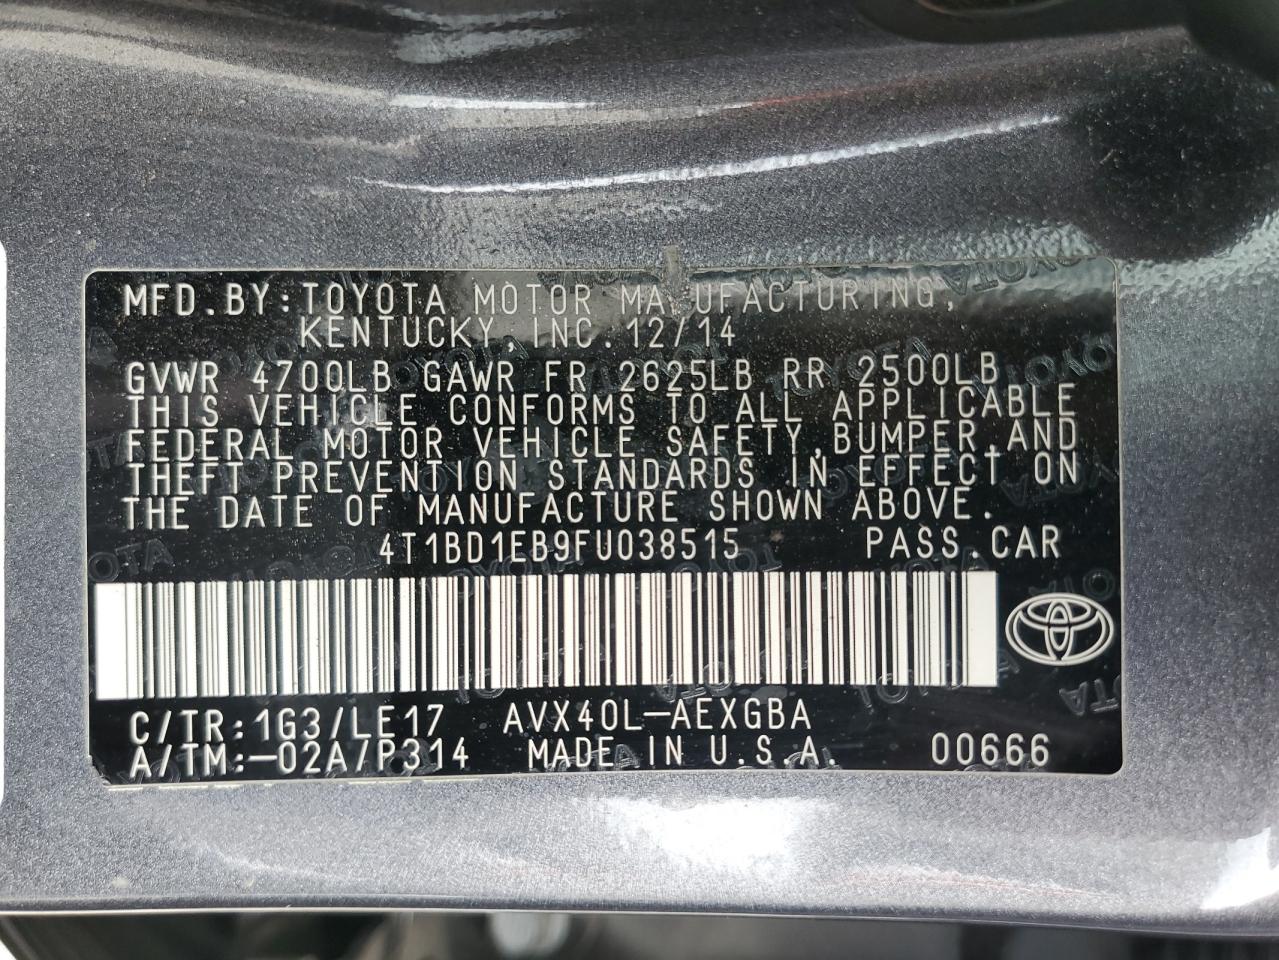 MFD.BY:TOYOTA MOTOR MANUFACTURING,
KENTUCKY, INC. 12/14
GVWR 4700LB GAWR FR 2625LB RR 2500LB
THIS VEHICLE CONFORMS TO ALL APPLICABLE
FEDERAL MOTOR VEHICLE SAFETY,BUMPER,AND
THEFT PREVENTION STANDARDS IN EFFECT ON
THE DATE OF MANUFACTURE SHOWN ABOVE.
4T1BD1EB9FU038515 PASS.CAR
C/TR:1G3/LE17 AVX40L-AEXGBA
A/TM:-02A/P314 MADE IN U.S.A. 00666